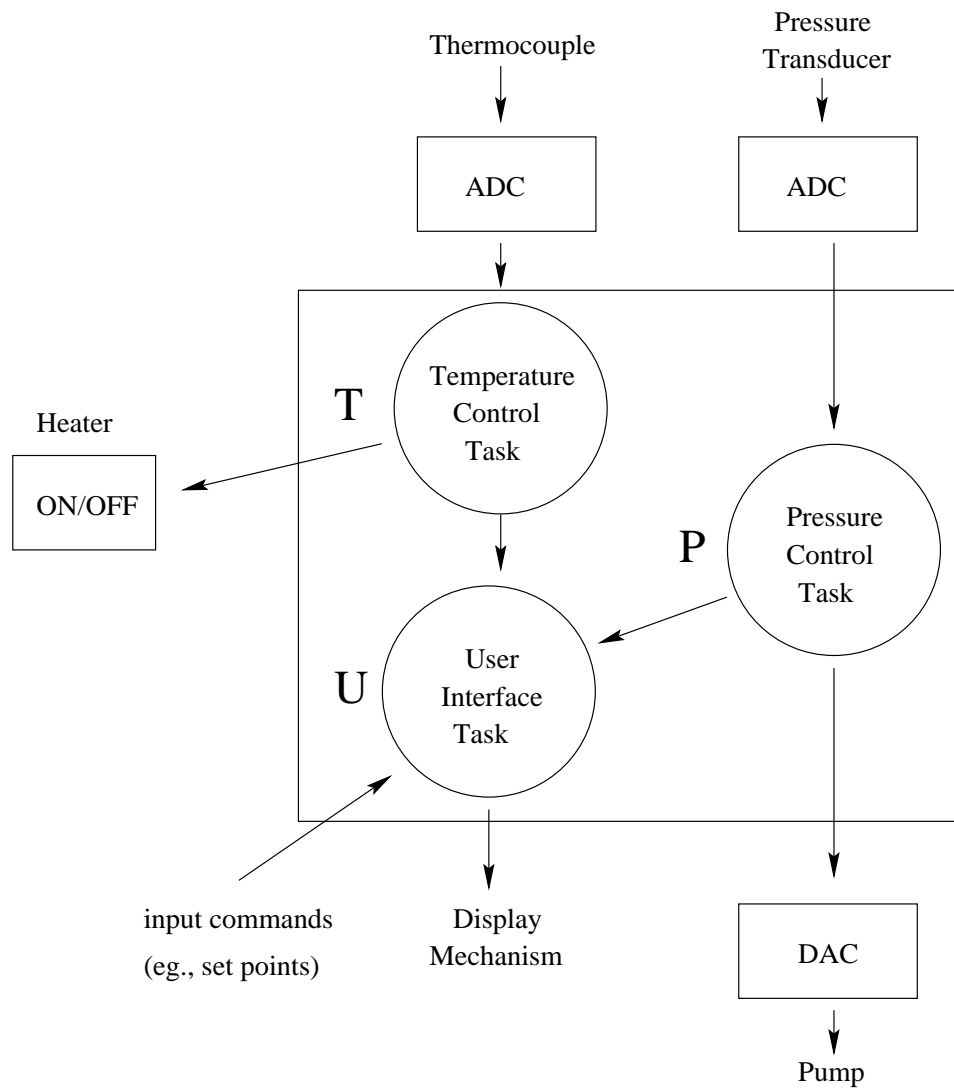 Thermocouple
Pressure
Transducer
ADC
ADC
T
Temperature
Control
Task
Heater
ON/OFF
P
Pressure
Control
Task
U
User
Interface
Task
input commands
(eg., set points)
Display
Mechanism
DAC
Pump